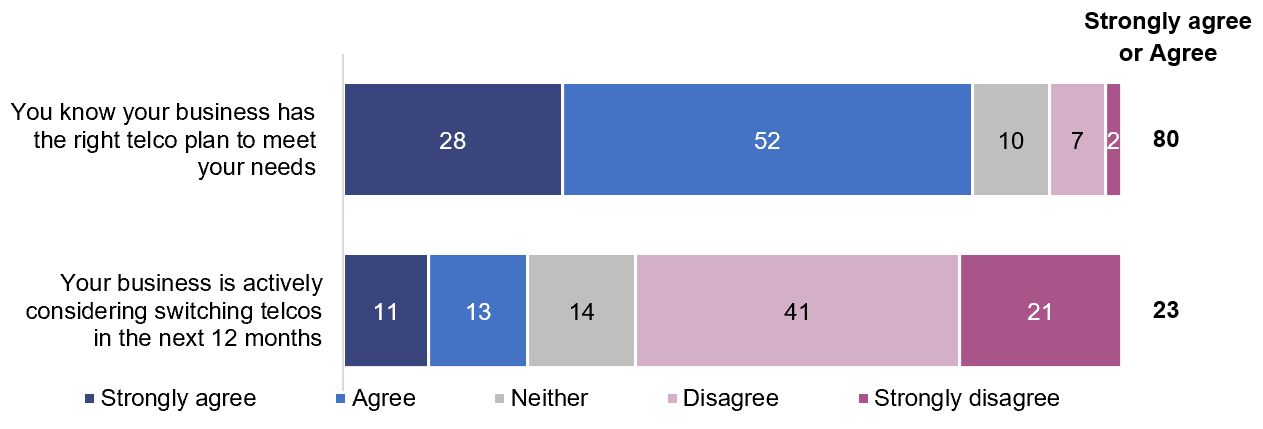 Strongly agree
or Agree
You know your business has
the right telco plan to meet
your needs
28 52 10 7 2 80
Your business is actively
considering switching telcos
in the next 12 months
11 13 14 41 21 23
Strongly agree Agree Neither Disagree Strongly disagree